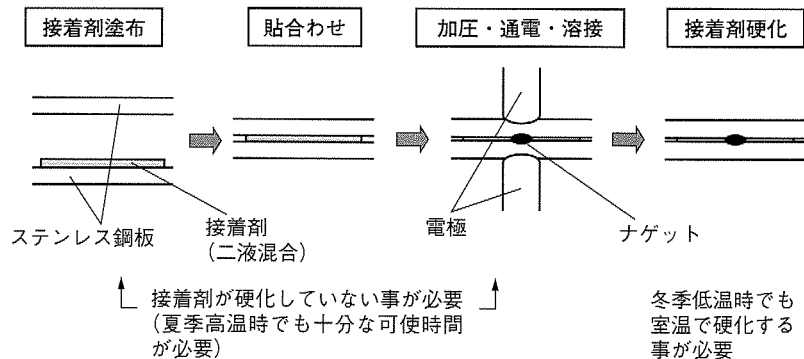 接着剤塗布
貼合わせ
加圧・通電・溶接
接着剤硬化
ステンレス鋼板
接着剤
(二液混合)
電極
ナゲット
接着剤が硬化していない事が必要
(夏季高温時でも十分な可使時間
が必要)
冬季低温時でも
室温で硬化する
事が必要